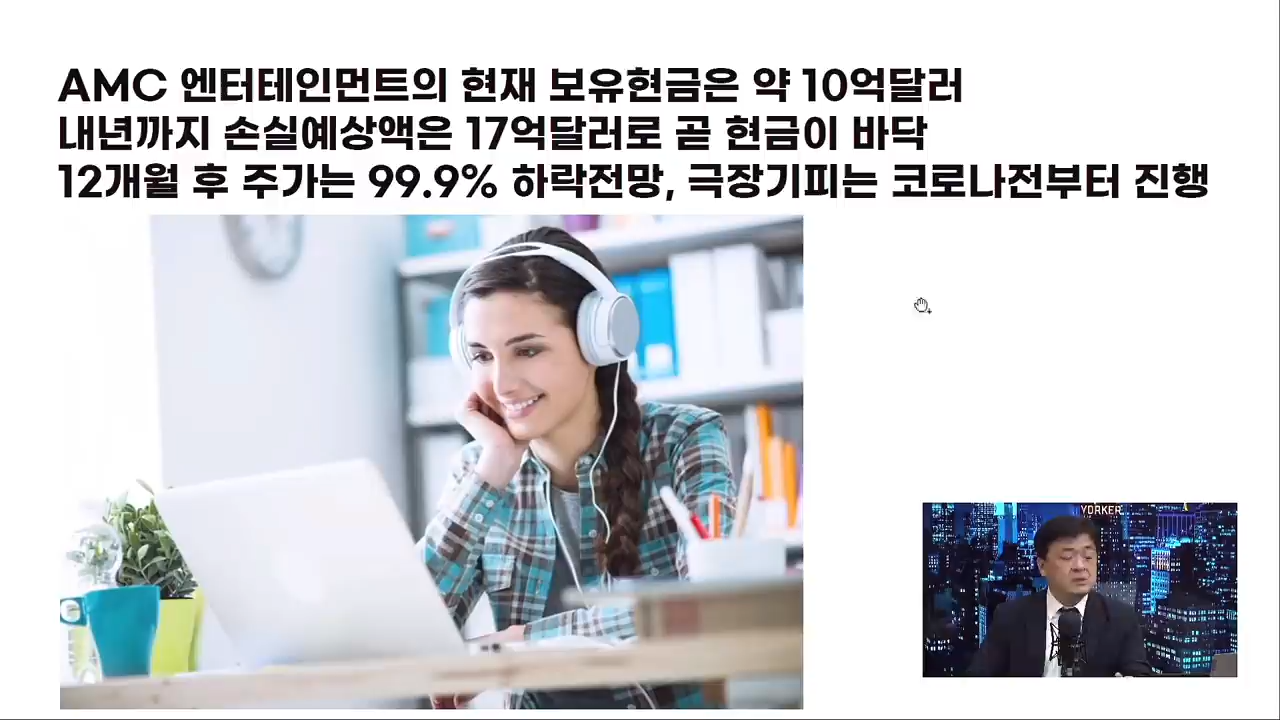 AMC 엔터테인먼트의 현재 보유현금은 약 10억달러
내년까지 손실예상액은 17억달러로 곧 현금이 바닥
12개월 후 주가는 99.9% 하락전망, 극장기피는 코로나전부터 진행
YORKER